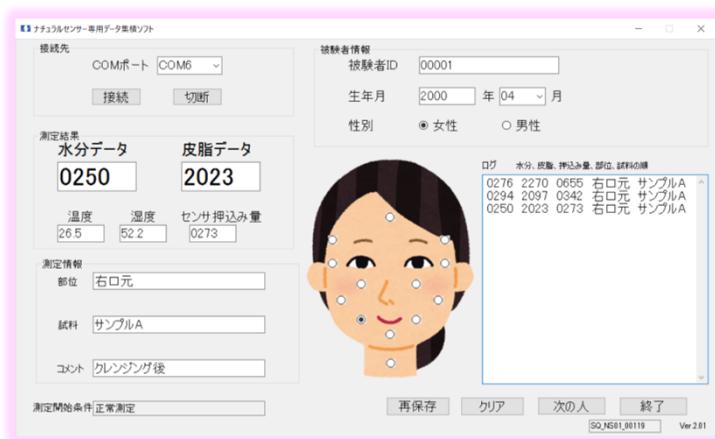 ナチュラルセンサー専用データ集積ソフト
接続先
COMポート COM6
接続 切断
被験者情報
被験者ID 00001
生年月 2000 年 04 月
性別 女性 男性
測定結果
水分データ 皮脂データ
0250 2023
温度 湿度 センサ押込み量
26.5 52.2 0273
測定情報
部位 右口元
試料 サンプルA
コメント クレンジング後
測定開始条件 正常測定
ログ 水分、皮脂、押込み量、部位、試料の順
0276 2270 0655 右口元 サンプルA
0294 2097 0342 右口元 サンプルA
0250 2023 0273 右口元 サンプルA
再保存 クリア 次の人 終了
SQ_NS01_00119 Ver.2.01